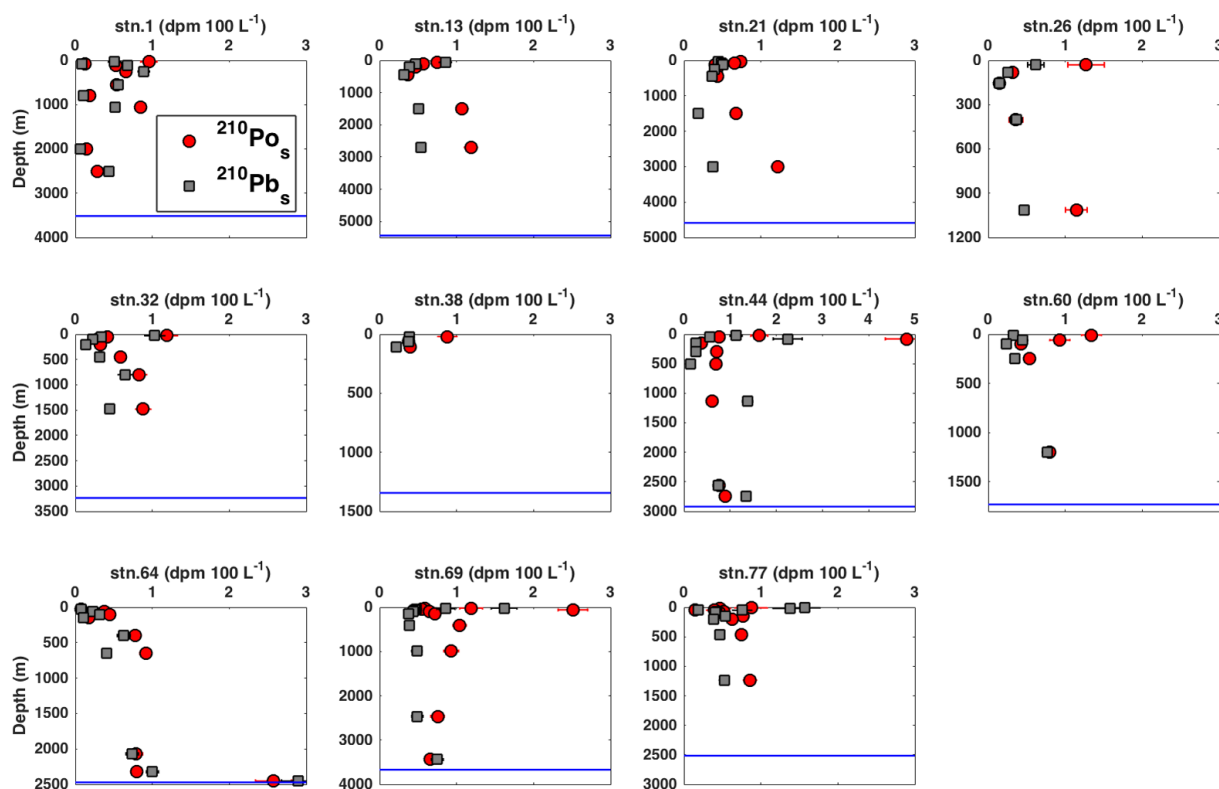 stn.1 (dpm 100 L⁻¹)
0 1 2 3
Depth (m)
0
1000
2000
3000
4000
²¹⁰Poₛ
²¹⁰Pbₛ
stn.13 (dpm 100 L⁻¹)
0 1 2 3
0
1000
2000
3000
4000
5000
stn.21 (dpm 100 L⁻¹)
0 1 2 3
0
1000
2000
3000
4000
5000
stn.26 (dpm 100 L⁻¹)
0 1 2 3
0
300
600
900
1200
stn.32 (dpm 100 L⁻¹)
0 1 2 3
Depth (m)
0
500
1000
1500
2000
2500
3000
3500
stn.38 (dpm 100 L⁻¹)
0 1 2 3
0
500
1000
1500
stn.44 (dpm 100 L⁻¹)
0 1 2 3 4 5
0
500
1000
1500
2000
2500
3000
stn.60 (dpm 100 L⁻¹)
0 1 2 3
0
500
1000
1500
stn.64 (dpm 100 L⁻¹)
0 1 2 3
Depth (m)
0
500
1000
1500
2000
2500
stn.69 (dpm 100 L⁻¹)
0 1 2 3
0
1000
2000
3000
4000
stn.77 (dpm 100 L⁻¹)
0 1 2 3
0
500
1000
1500
2000
2500
3000